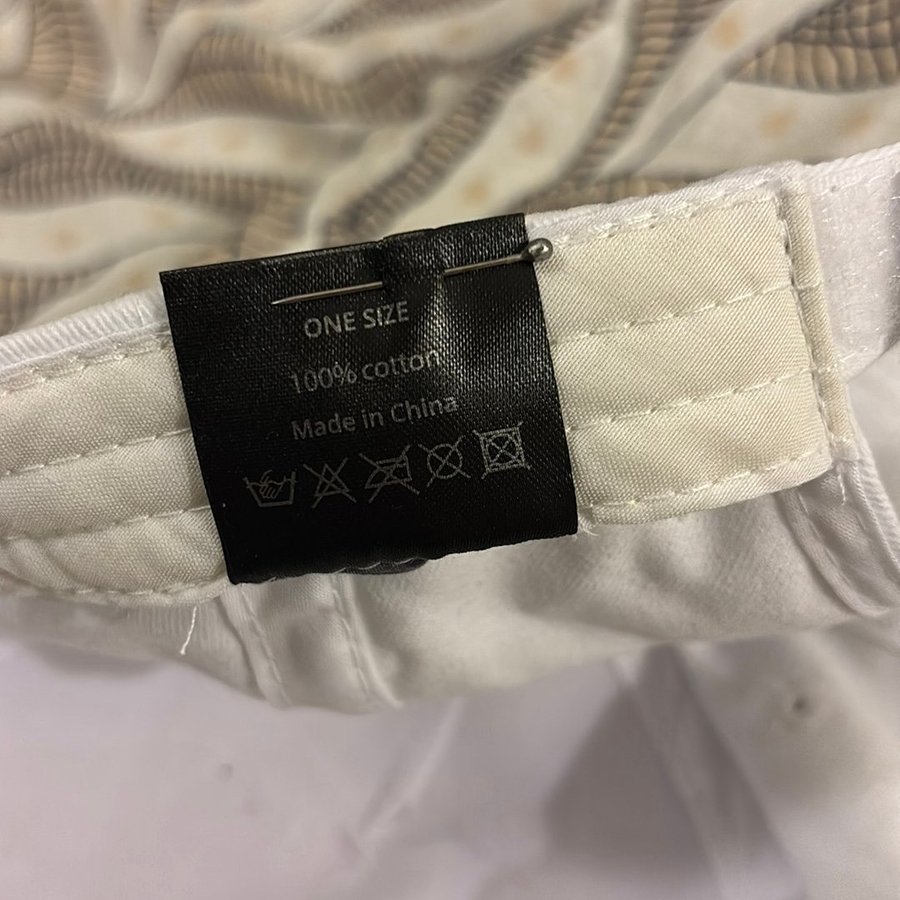 ONE SIZE
100% cotton
Made in China